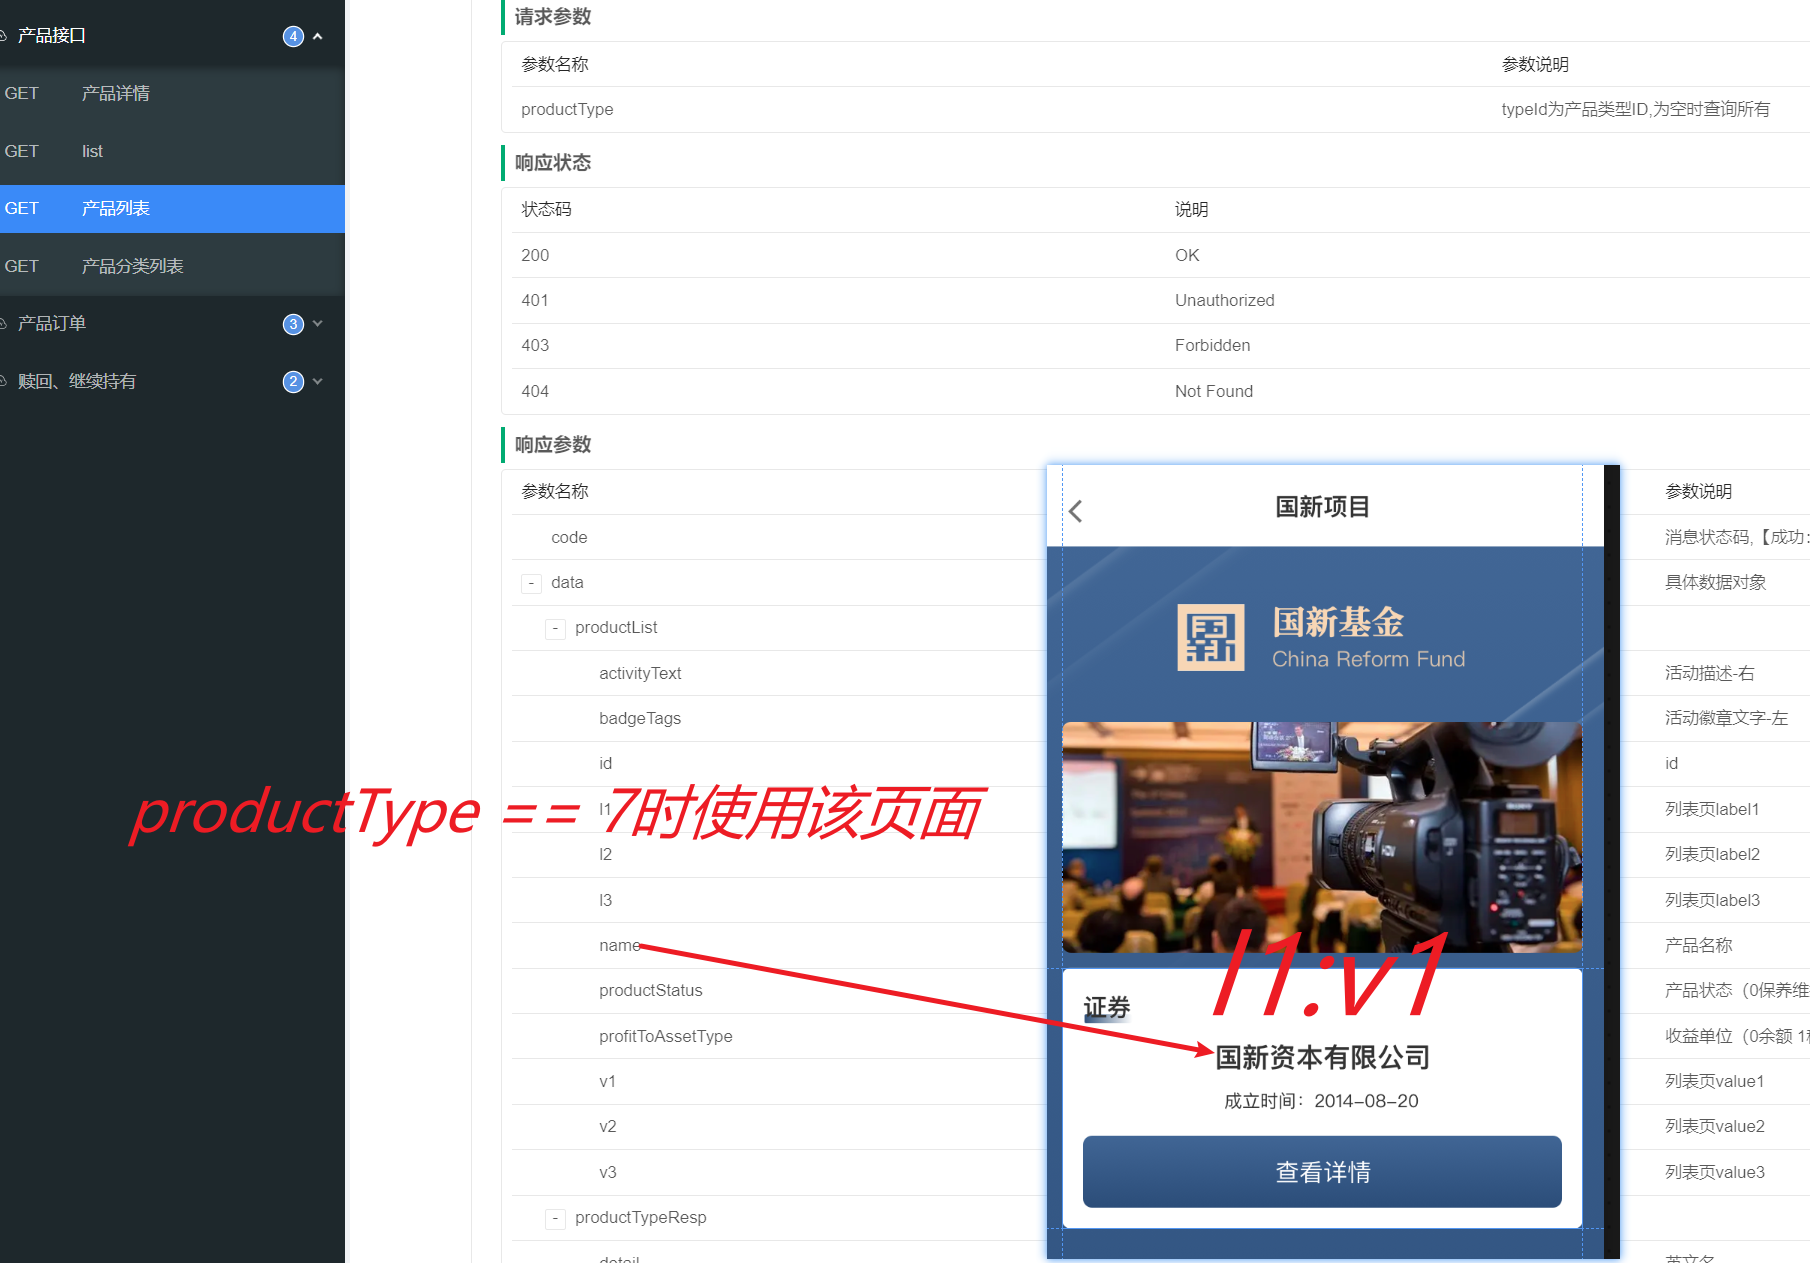 产品接口 4
GET 产品详情
GET list
GET 产品列表
GET 产品分类列表
产品订单 3
赎回、继续持有 2
请求参数
参数名称 参数说明
productType typeId为产品类型ID,为空时查询所有
响应状态
状态码 说明
200 OK
401 Unauthorized
403 Forbidden
404 Not Found
响应参数
参数名称 参数说明
code 消息状态码,【成功:
- data 具体数据对象
- productList
activityText 活动描述-右
badgeTags 活动徽章文字-左
id id
l1 列表页label1
l2 列表页label2
l3 列表页label3
name 产品名称
productStatus 产品状态（0保养维
profitToAssetType 收益单位（0余额 1
v1 列表页value1
v2 列表页value2
v3 列表页value3
- productTypeResp
detail 英文名
productType == 7时使用该页面
国新项目
国新
国新基金
China Reform Fund
l1:v1
证券
国新资本有限公司
成立时间：2014-08-20
查看详情